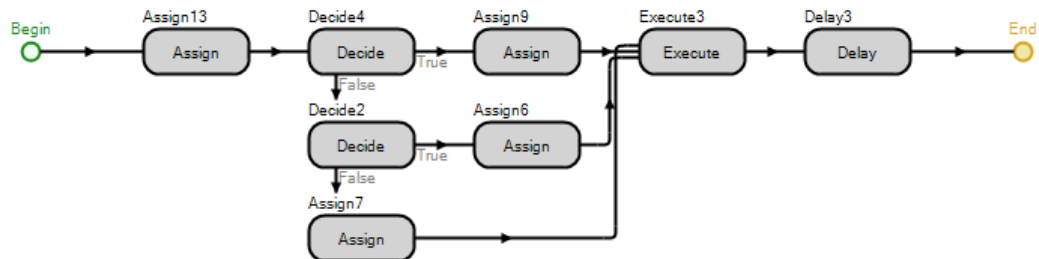 Begin
Assign13
Assign
Decide4
Decide
True
False
Assign9
Assign
Execute3
Execute
Delay3
Delay
End
Decide2
Decide
True
False
Assign6
Assign
Assign7
Assign